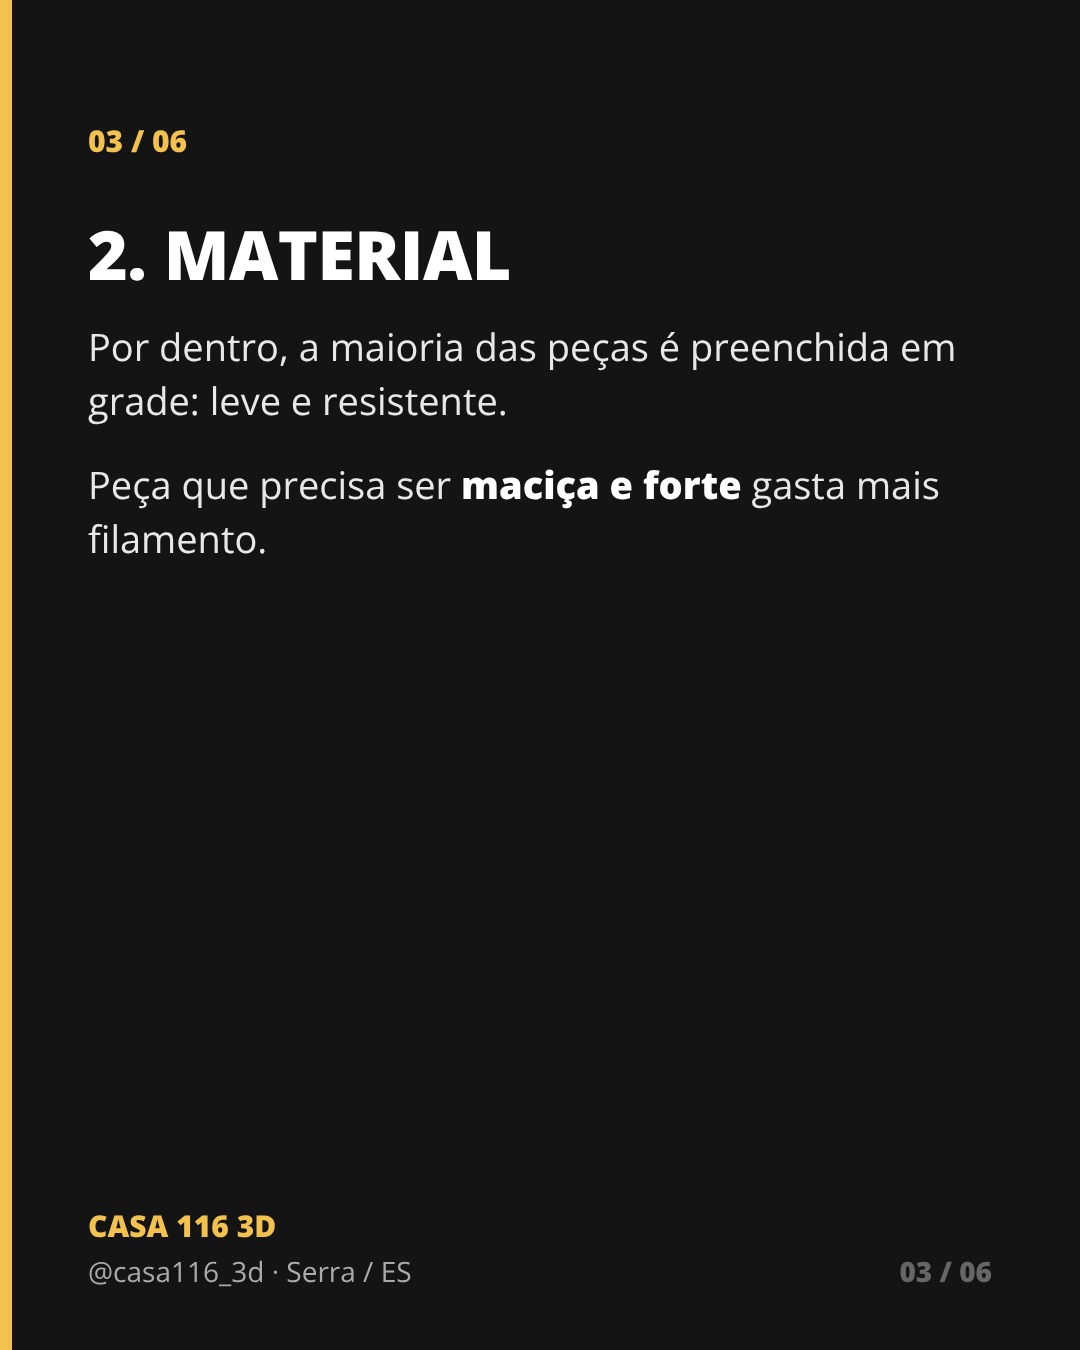 03 / 06
2. MATERIAL
Por dentro, a maioria das peças é preenchida em
grade: leve e resistente.
Peça que precisa ser maciça e forte gasta mais
filamento.
CASA 116 3D
@casa116_3d · Serra / ES
03 / 06